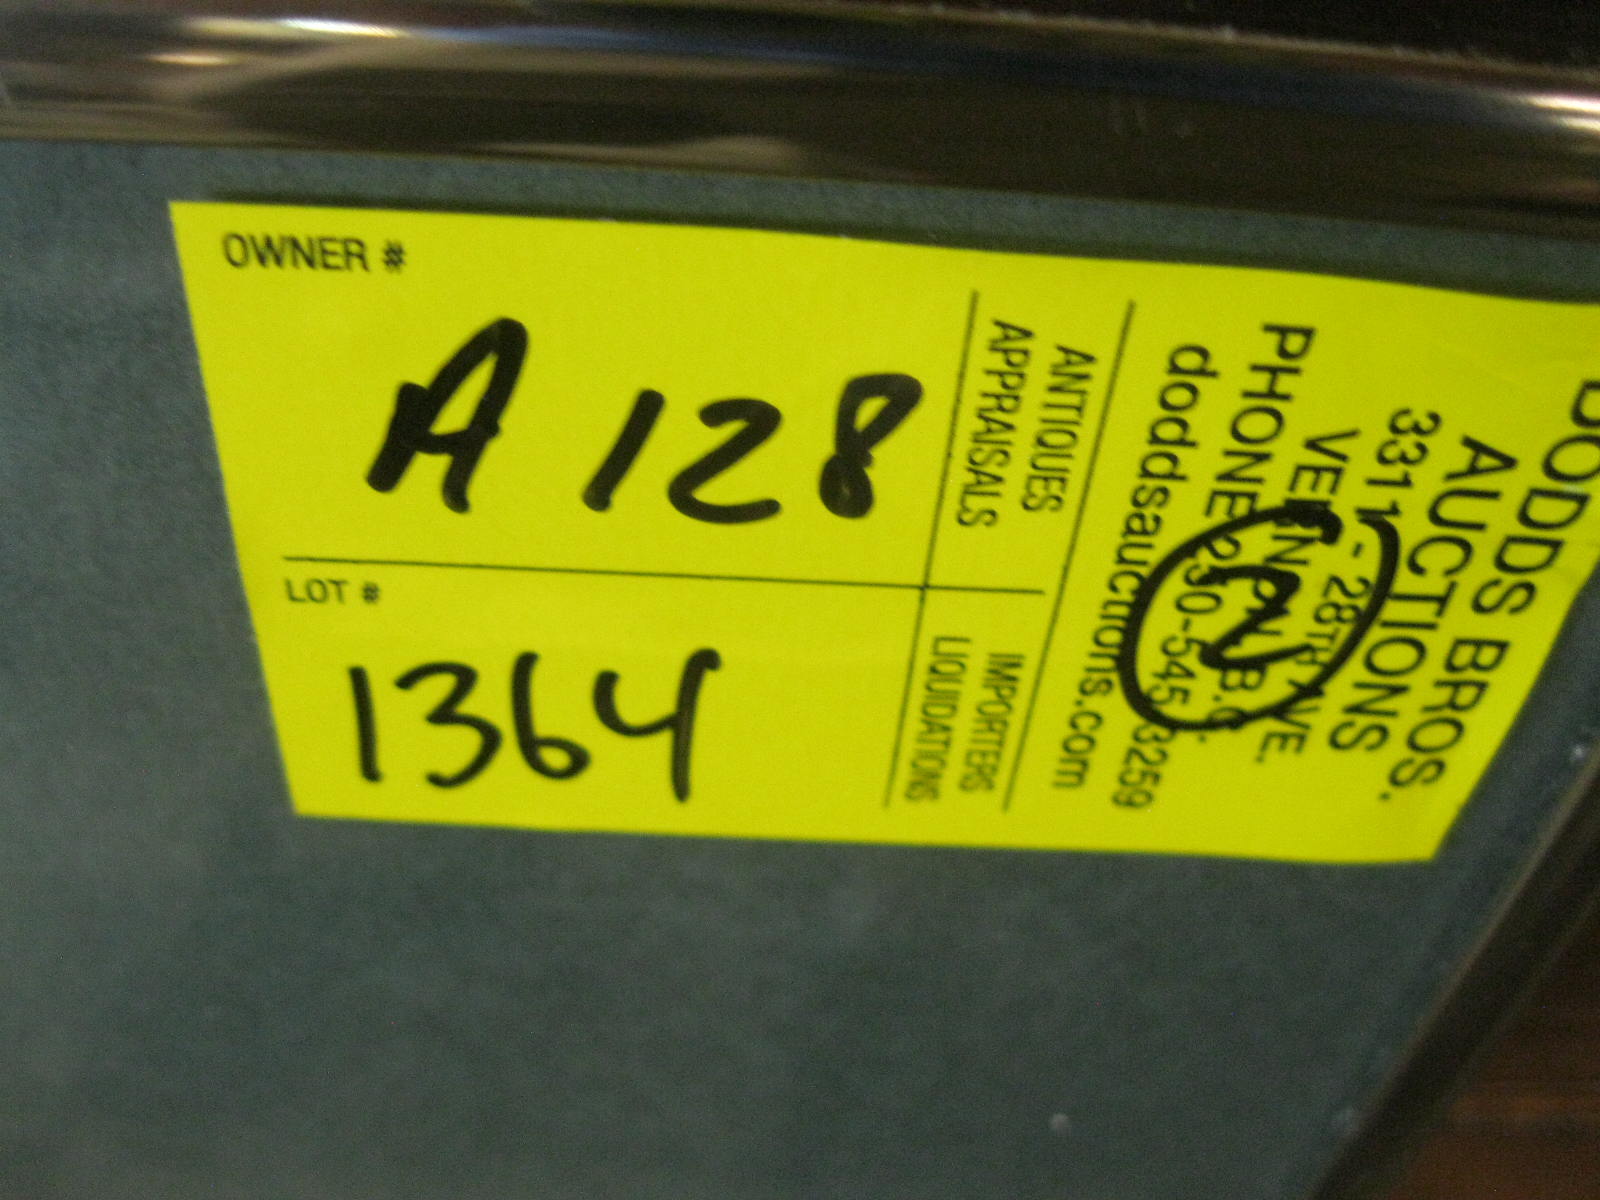 OWNER #
A 128
LOT #
1364
DODDS BROS.
AUCTIONS
3311 - 28TH AVE.
VERNON, B.C.
PHONE 250-545-3259
doddsauctions.com
ANTIQUES
APPRAISALS
IMPORTERS
LIQUIDATIONS
N